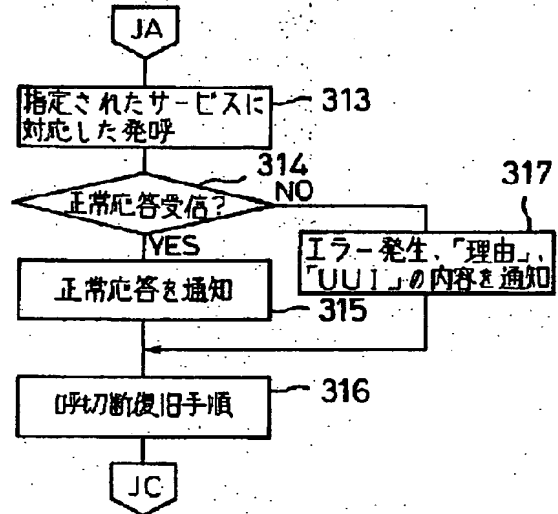 JA
指定されたサービスに
対応した発呼
313
314
正常応答受信?
NO
317
YES
エラー発生、「理由」、
「UUI」の内容を通知
正常応答を通知
315
呼切断復旧手順
316
JC